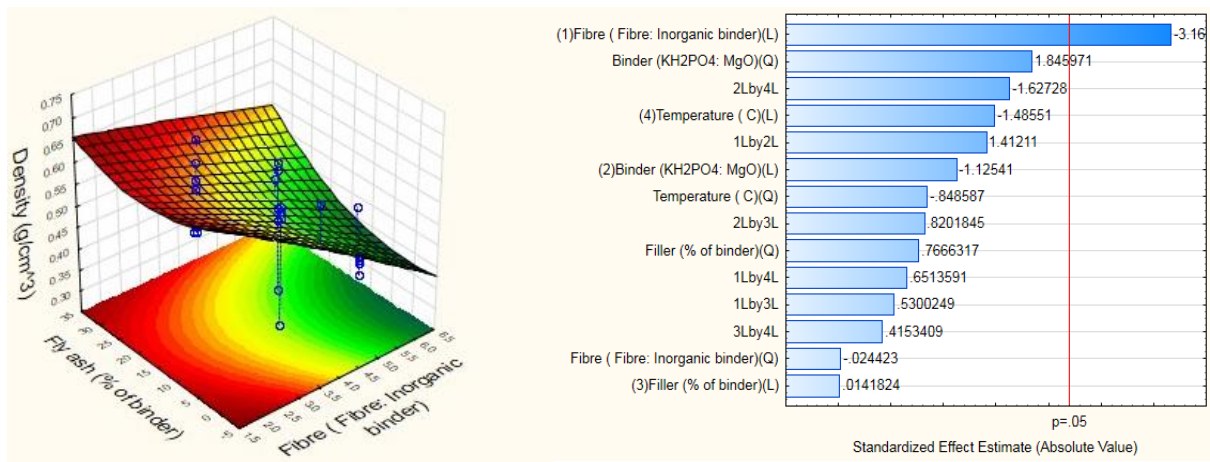 0.75
0.70
0.65
0.60
0.55
0.50
0.45
0.40
0.35
0.30
Density (g/cm^3)
35
30
25
20
15
10
5
0
-5
Fly ash (% of binder)
1.5
2.0
2.5
3.0
3.5
4.0
4.5
5.0
5.5
6.0
6.5
Fibre ( Fibre: Inorganic
binder)
(1)Fibre ( Fibre: Inorganic binder)(L) -3.16
Binder (KH2PO4: MgO)(Q) 1.845971
2Lby4L -1.62728
(4)Temperature ( C)(L) -1.48551
1Lby2L 1.41211
(2)Binder (KH2PO4: MgO)(L) -1.12541
Temperature ( C)(Q) -.848587
2Lby3L .8201845
Filler (% of binder)(Q) .7666317
1Lby4L .6513591
1Lby3L .5300249
3Lby4L .4153409
Fibre ( Fibre: Inorganic binder)(Q) -.024423
(3)Filler (% of binder)(L) .0141824
p=.05
Standardized Effect Estimate (Absolute Value)